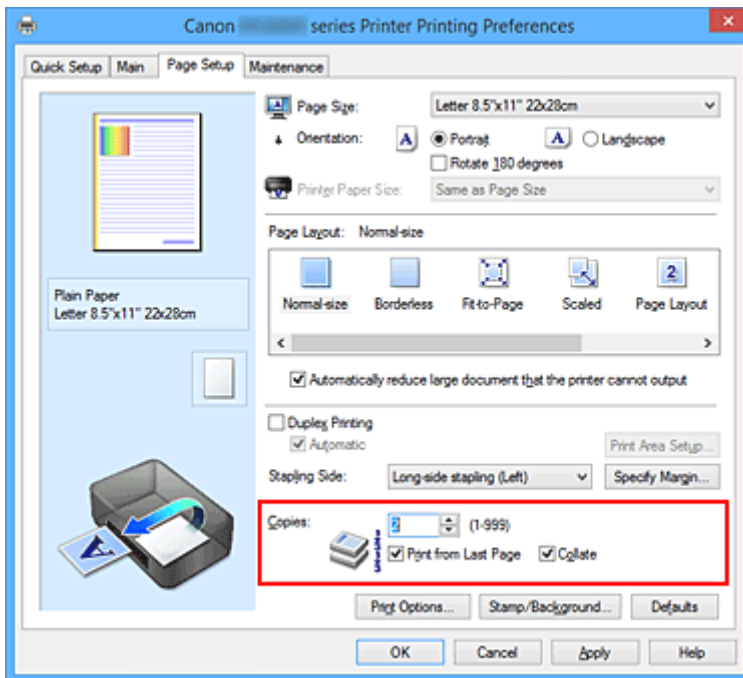 Canon series Printer Printing Preferences
Quick Setup Main Page Setup Maintenance
Page Size: Letter 8.5"x11" 22x28cm
Orientation: A Portrait A Landscape
Rotate 180 degrees
Printer Paper Size: Same as Page Size
Page Layout: Normal-size
2
Normal-size Borderless Fit-to-Page Scaled Page Layout
Plain Paper
Letter 8.5"x11" 22x28cm
Automatically reduce large document that the printer cannot output
Duplex Printing
Automatic Print Area Setup...
Stapling Side: Long-side stapling (Left) Specify Margin...
Copies: 2 (1-999)
Print from Last Page Collate
A
Print Options... Stamp/Background... Defaults
OK Cancel Apply Help